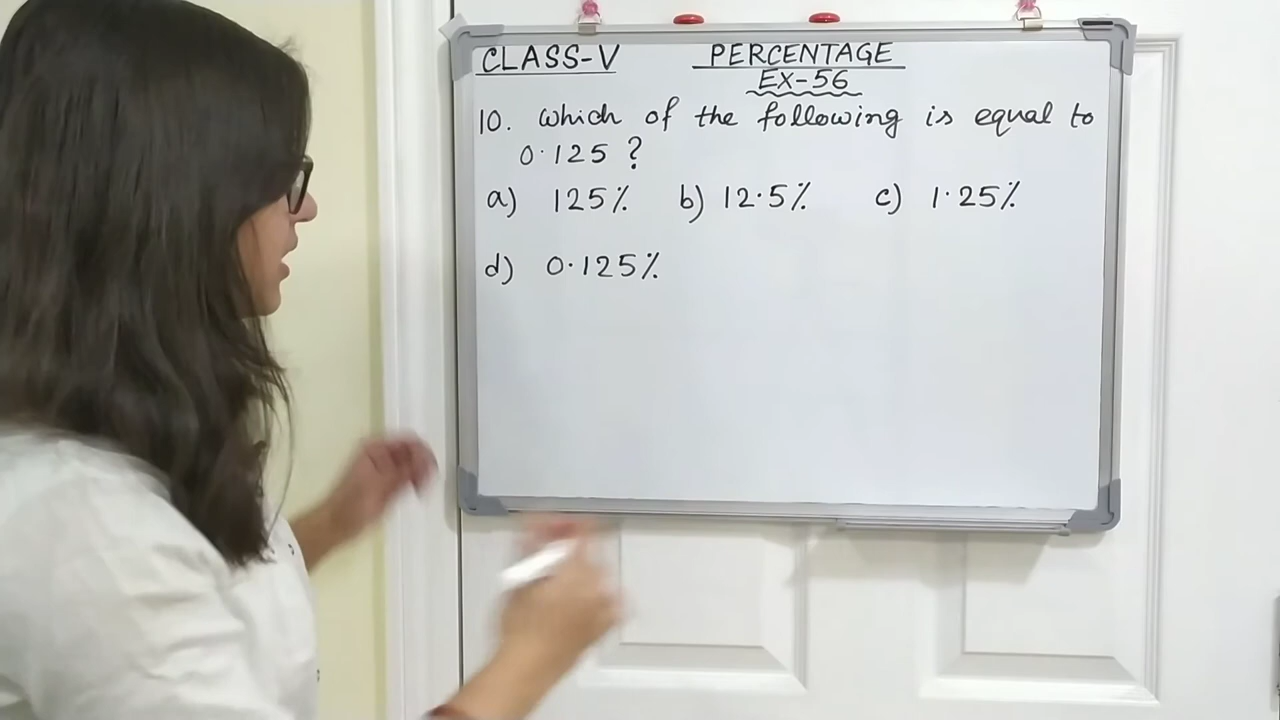 CLASS-V PERCENTAGE
EX-56
10. which of the following is equal to
0·125 ?
a) 125% b) 12·5% c) 1·25%
d) 0·125%